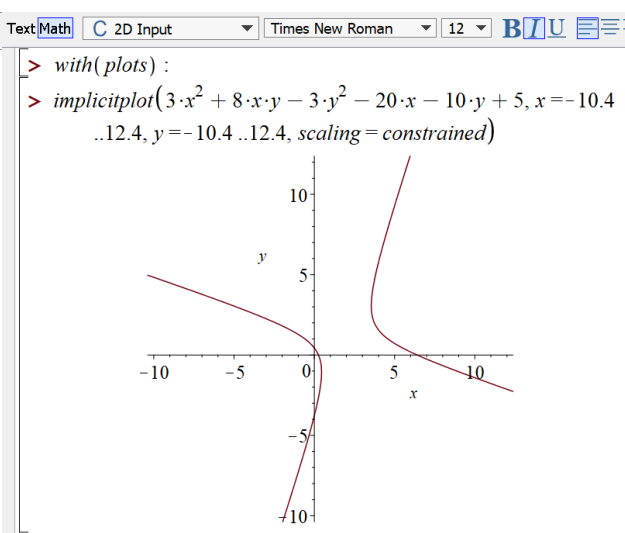 Text Math C 2D Input Times New Roman 12 B I U
> with(plots) :
> implicitplot(3·x² + 8·x·y − 3·y² − 20·x − 10·y + 5, x = −10.4
..12.4, y = −10.4 ..12.4, scaling = constrained)
10
y
5
−10 −5 0 5 10
x
−5
−10